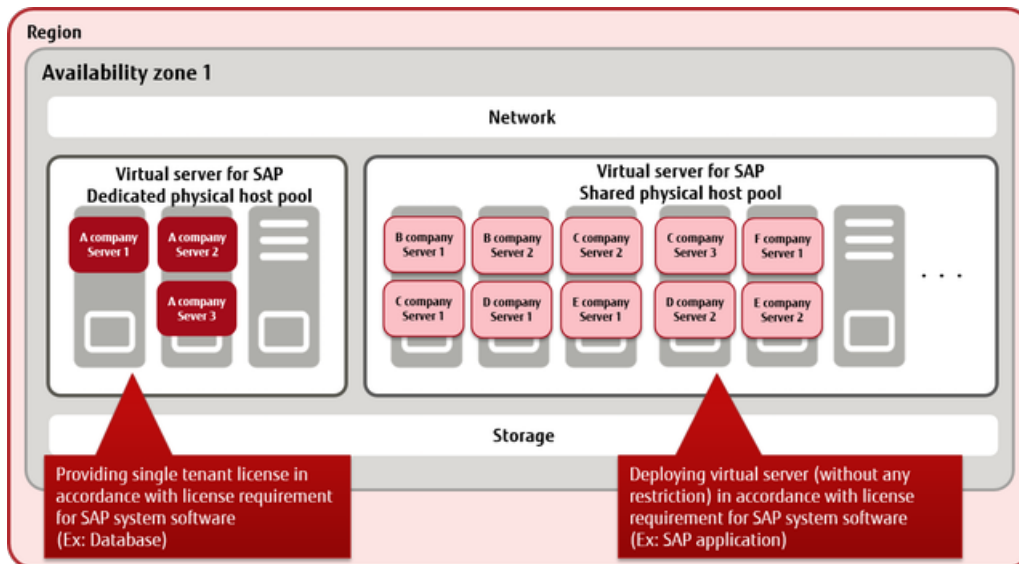 Region
Availability zone 1
Network
Virtual server for SAP
Dedicated physical host pool
A company
Server 1
A company
Server 2
A company
Sever 3
Virtual server for SAP
Shared physical host pool
B company
Server 1
B company
Server 2
C company
Server 2
C company
Server 3
F company
Server 1
C company
Server 1
D company
Server 1
E company
Server 1
D company
Server 2
E company
Server 2
. . .
Storage
Providing single tenant license in
accordance with license requirement
for SAP system software
(Ex: Database)
Deploying virtual server (without any
restriction) in accordance with license
requirement for SAP system software
(Ex: SAP application)